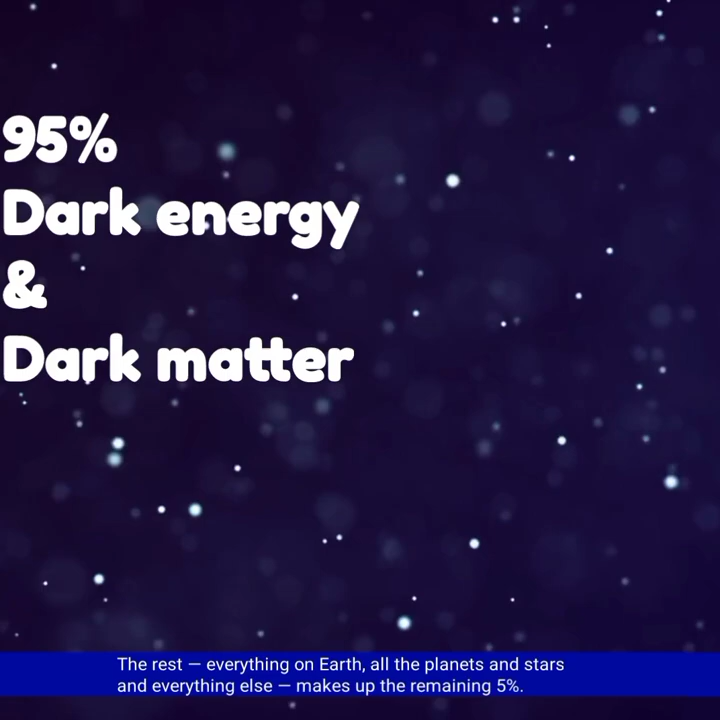 95%
Dark energy
&
Dark matter
The rest — everything on Earth, all the planets and stars
and everything else — makes up the remaining 5%.